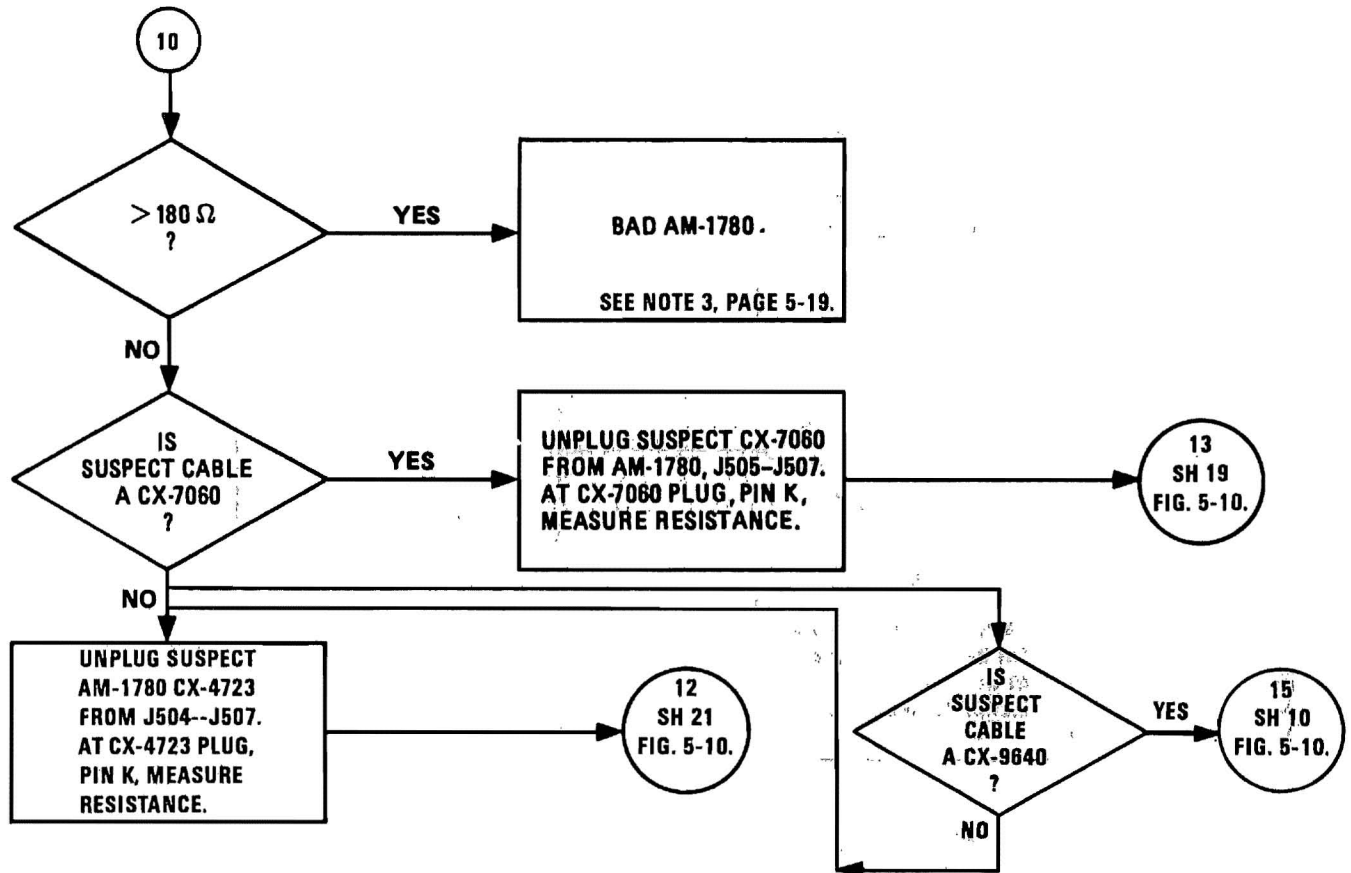 10
> 180 Ω
?
YES
BAD AM-1780.
SEE NOTE 3, PAGE 5-19.
NO
IS
SUSPECT CABLE
A CX-7060
?
YES
UNPLUG SUSPECT CX-7060
FROM AM-1780, J505–J507.
AT CX-7060 PLUG, PIN K,
MEASURE RESISTANCE.
13
SH 19
FIG. 5-10.
NO
UNPLUG SUSPECT
AM-1780 CX-4723
FROM J504--J507.
AT CX-4723 PLUG,
PIN K, MEASURE
RESISTANCE.
12
SH 21
FIG. 5-10.
IS
SUSPECT
CABLE
A CX-9640
?
YES
15
SH 10
FIG. 5-10.
NO